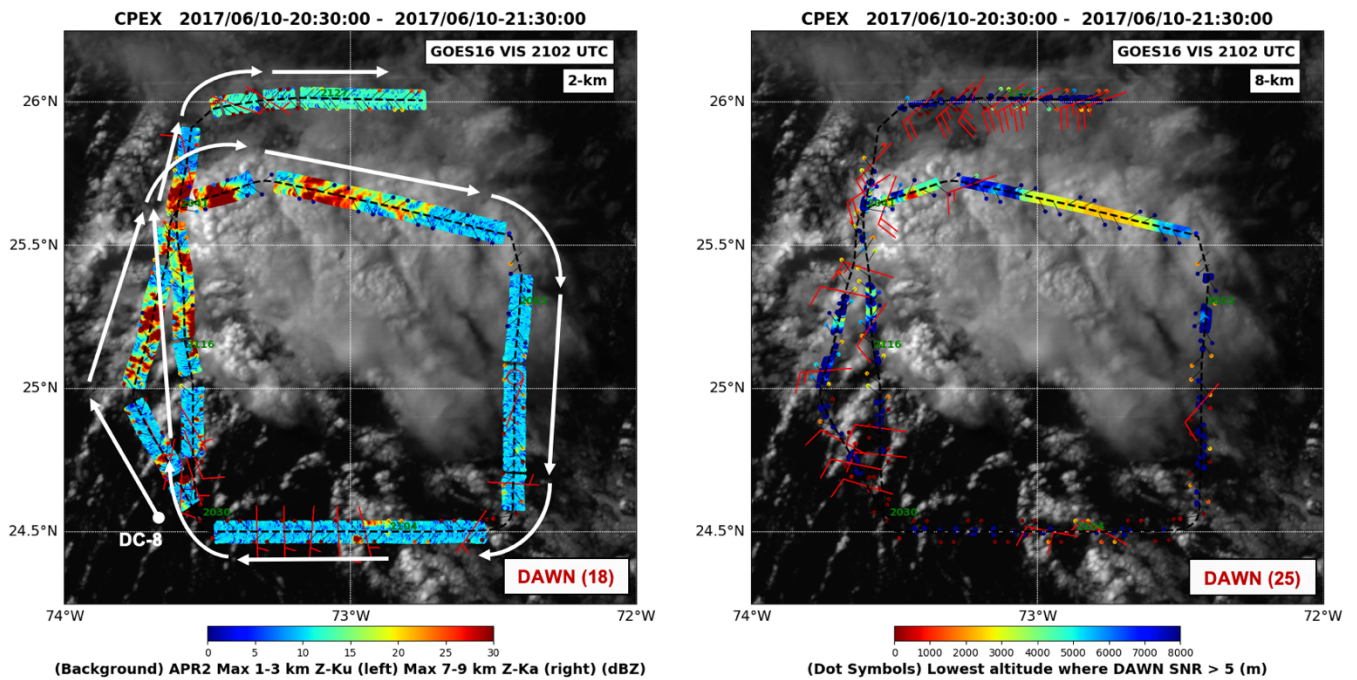 CPEX 2017/06/10-20:30:00 - 2017/06/10-21:30:00
GOES16 VIS 2102 UTC
2-km
26°N
25.5°N
25°N
24.5°N
2116
2030
DC-8
DAWN (18)
74°W 73°W 72°W
0 5 10 15 20 25 30
(Background) APR2 Max 1-3 km Z-Ku (left) Max 7-9 km Z-Ka (right) (dBZ)
CPEX 2017/06/10-20:30:00 - 2017/06/10-21:30:00
GOES16 VIS 2102 UTC
8-km
26°N
25.5°N
25°N
24.5°N
2116
2030
DAWN (25)
74°W 73°W 72°W
0 1000 2000 3000 4000 5000 6000 7000 8000
(Dot Symbols) Lowest altitude where DAWN SNR > 5 (m)